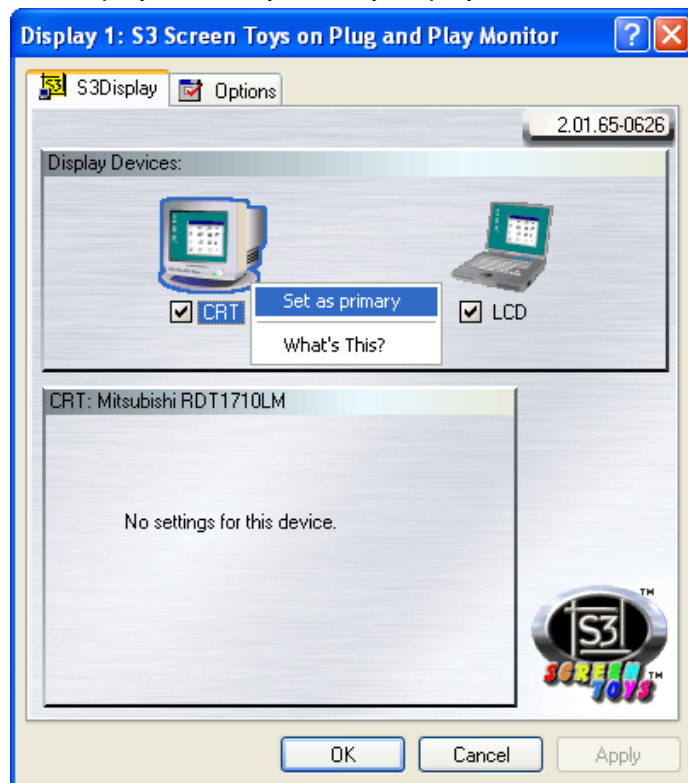 Display 1: S3 Screen Toys on Plug and Play Monitor
S3Display
Options
2.01.65-0626
Display Devices:
CRT
Set as primary
What's This?
LCD
CRT: Mitsubishi RDT1710LM
No settings for this device.
TM
S3
SCREEN TM
TOYS
OK
Cancel
Apply